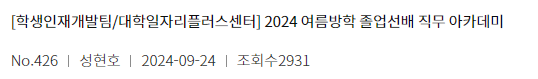 [학생인재개발팀/대학일자리플러스센터] 2024 여름방학 졸업선배 직무 아카데미
No.426 | 성현호 | 2024-09-24 | 조회수2931